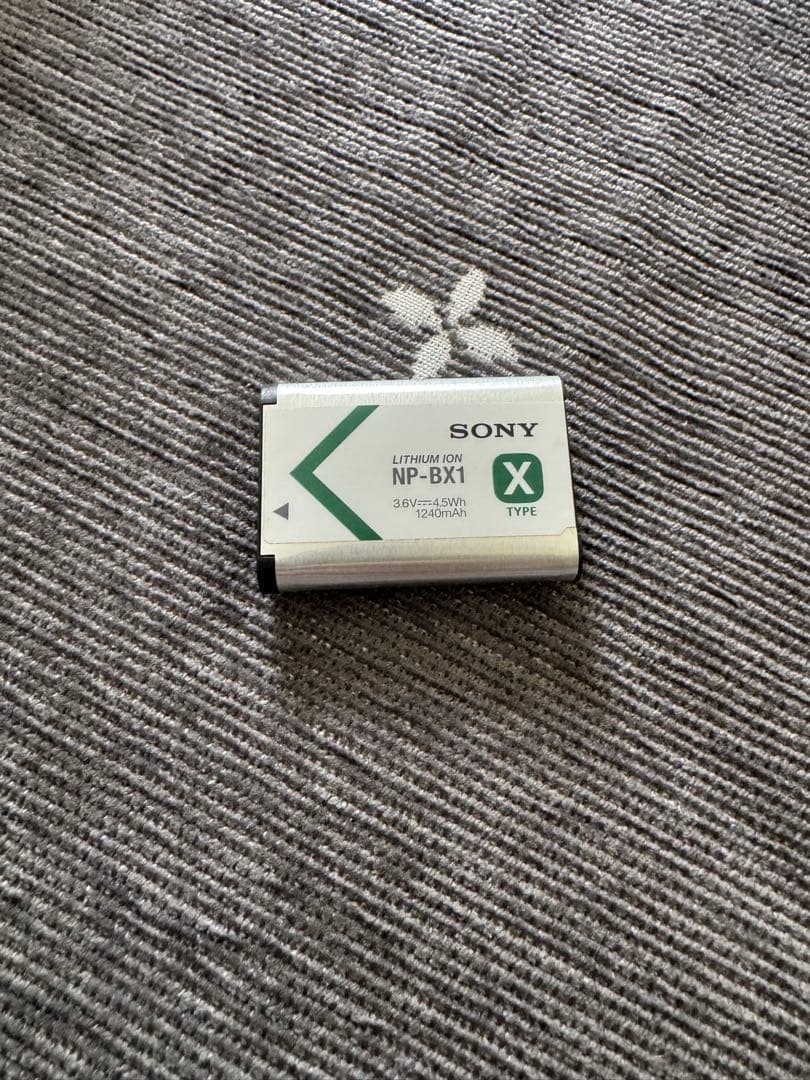 SONY
LITHIUM ION
NP-BX1
3.6V⎓4.5Wh
1240mAh
X
TYPE